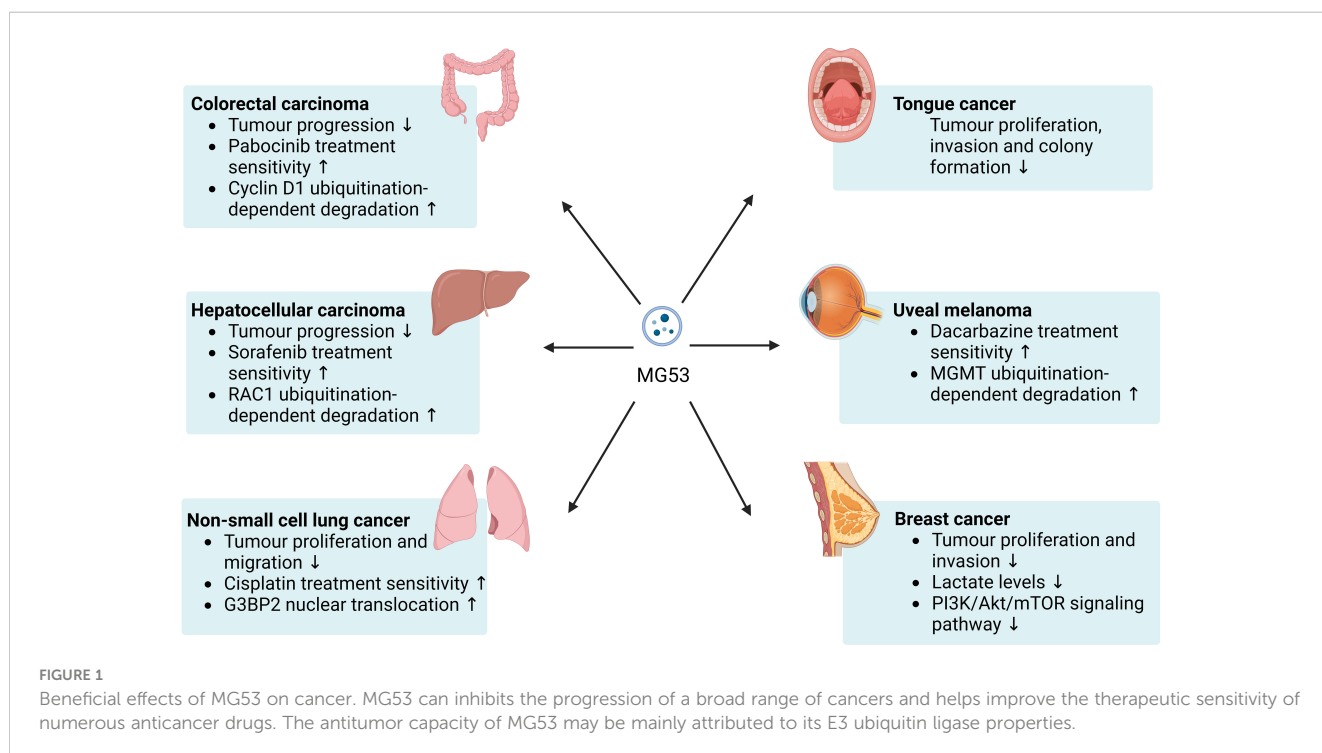 Colorectal carcinoma
• Tumour progression ↓
• Pabocinib treatment
sensitivity ↑
• Cyclin D1 ubiquitination-
dependent degradation ↑
Tongue cancer
Tumour proliferation,
invasion and colony
formation ↓
Hepatocellular carcinoma
• Tumour progression ↓
• Sorafenib treatment
sensitivity ↑
• RAC1 ubiquitination-
dependent degradation ↑
MG53
Uveal melanoma
• Dacarbazine treatment
sensitivity ↑
• MGMT ubiquitination-
dependent degradation ↑
Non-small cell lung cancer
• Tumour proliferation and
migration ↓
• Cisplatin treatment sensitivity ↑
• G3BP2 nuclear translocation ↑
Breast cancer
• Tumour proliferation and
invasion ↓
• Lactate levels ↓
• PI3K/Akt/mTOR signaling
pathway ↓
FIGURE 1
Beneficial effects of MG53 on cancer. MG53 can inhibits the progression of a broad range of cancers and helps improve the therapeutic sensitivity of
numerous anticancer drugs. The antitumor capacity of MG53 may be mainly attributed to its E3 ubiquitin ligase properties.